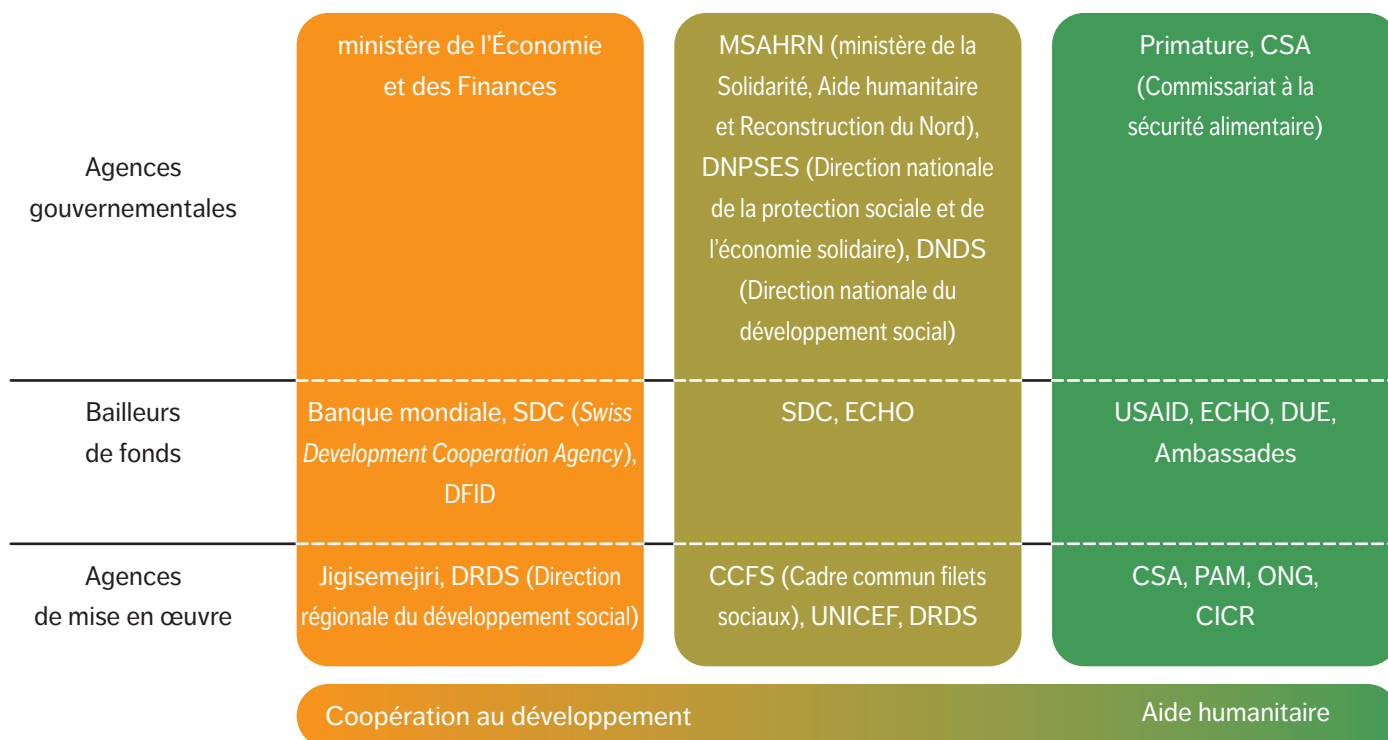 ministère de l’Économie
et des Finances
MSAHRN (ministère de la
Solidarité, Aide humanitaire
et Reconstruction du Nord),
DNPSES (Direction nationale
de la protection sociale et de
l’économie solidaire), DNDS
(Direction nationale du
développement social)
Primature, CSA
(Commissariat à la
sécurité alimentaire)
Agences
gouvernementales
Bailleurs
de fonds
Banque mondiale, SDC (Swiss
Development Cooperation Agency),
DFID
SDC, ECHO
USAID, ECHO, DUE,
Ambassades
Agences
de mise en œuvre
Jigisemejiri, DRDS (Direction
régionale du développement social)
CCFS (Cadre commun filets
sociaux), UNICEF, DRDS
CSA, PAM, ONG,
CICR
Coopération au développement
Aide humanitaire